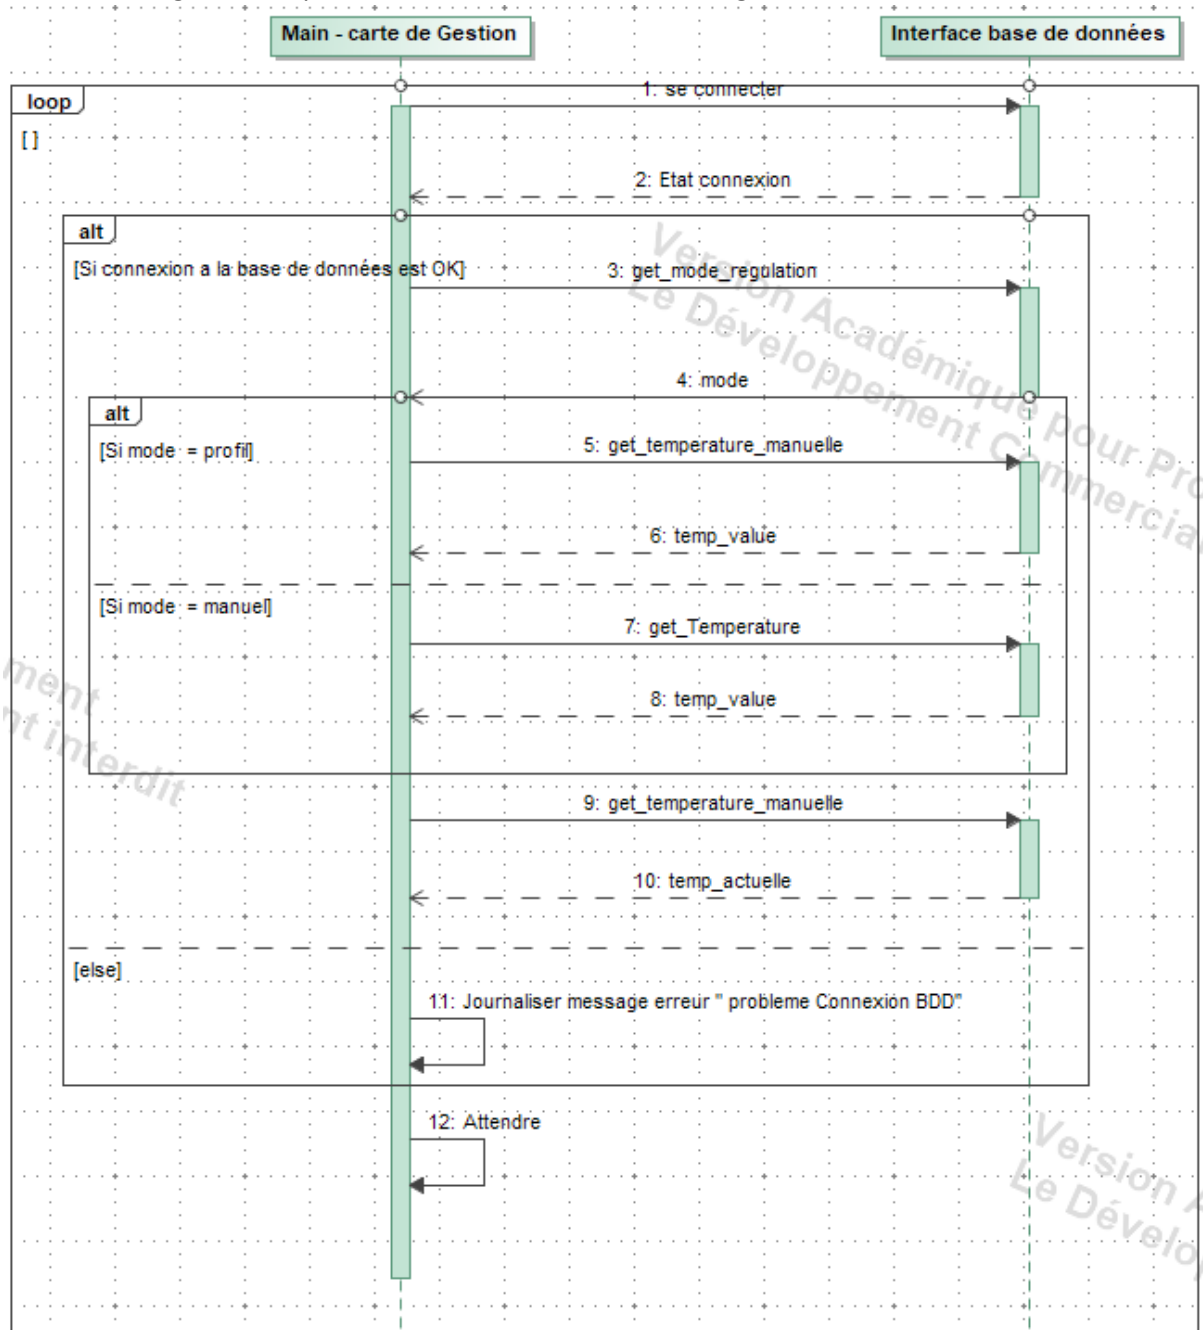 Main - carte de Gestion
Interface base de données
loop
[ ]
1: se connecter
2: Etat connexion
alt
[Si connexion a la base de données est OK]
3: get_mode_regulation
4: mode
alt
[Si mode = profil]
5: get_temperature_manuelle
6: temp_value
[Si mode = manuel]
7: get_Temperature
8: temp_value
9: get_temperature_manuelle
10: temp_actuelle
[else]
11: Journaliser message erreur " probleme Connexion BDD"
12: Attendre
Version Académique pour Pro
Le Développement Commercia
ment
nt interdit
Version A
Le Dévelo